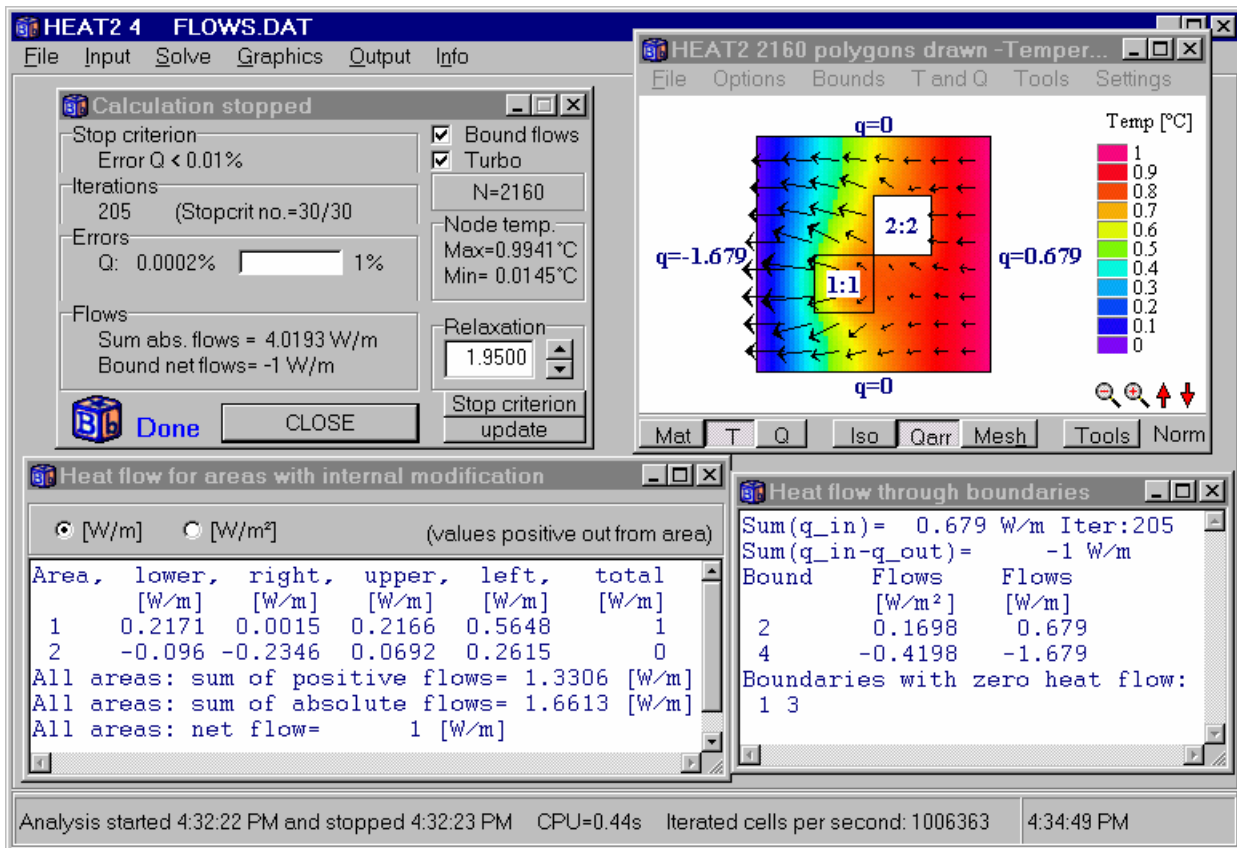 HEAT2 4 FLOWS.DAT
File Input Solve Graphics Output Info
Calculation stopped
Stop criterion
Error Q < 0.01%
Iterations
205 (Stopcrit no.=30/30
Errors
Q: 0.0002% 1%
Flows
Sum abs. flows = 4.0193 W/m
Bound net flows= -1 W/m
Bound flows
Turbo
N=2160
Node temp.
Max=0.9941°C
Min= 0.0145°C
Relaxation
1.9500
Stop criterion
update
Bb Done
CLOSE
HEAT2 2160 polygons drawn -Temper...
File Options Bounds T and Q Tools Settings
q=0
Temp [°C]
1
0.9
0.8
0.7
0.6
0.5
0.4
0.3
0.2
0.1
0
2:2
q=-1.679
q=0.679
1:1
q=0
Mat T Q Iso Qarr Mesh Tools Norm
Heat flow for areas with internal modification
[W/m] [W/m²] (values positive out from area)
Area, lower, right, upper, left, total
[W/m] [W/m] [W/m] [W/m] [W/m]
1 0.2171 0.0015 0.2166 0.5648 1
2 -0.096 -0.2346 0.0692 0.2615 0
All areas: sum of positive flows= 1.3306 [W/m]
All areas: sum of absolute flows= 1.6613 [W/m]
All areas: net flow= 1 [W/m]
Heat flow through boundaries
Sum(q_in)= 0.679 W/m Iter:205
Sum(q_in-q_out)= -1 W/m
Bound Flows Flows
[W/m²] [W/m]
2 0.1698 0.679
4 -0.4198 -1.679
Boundaries with zero heat flow:
1 3
Analysis started 4:32:22 PM and stopped 4:32:23 PM CPU=0.44s Iterated cells per second: 1006363 4:34:49 PM